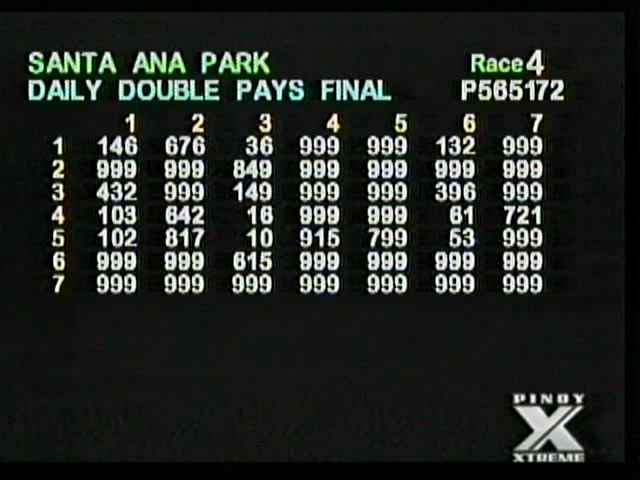 SANTA ANA PARK Race 4
DAILY DOUBLE PAYS FINAL P565172
1 2 3 4 5 6 7
1 146 676 36 999 999 132 999
2 999 999 849 999 999 999 999
3 432 999 149 999 999 396 999
4 103 642 16 999 999 61 721
5 102 817 10 915 799 53 999
6 999 999 615 999 999 999 999
7 999 999 999 999 999 999 999
PINOY
X
XTREME